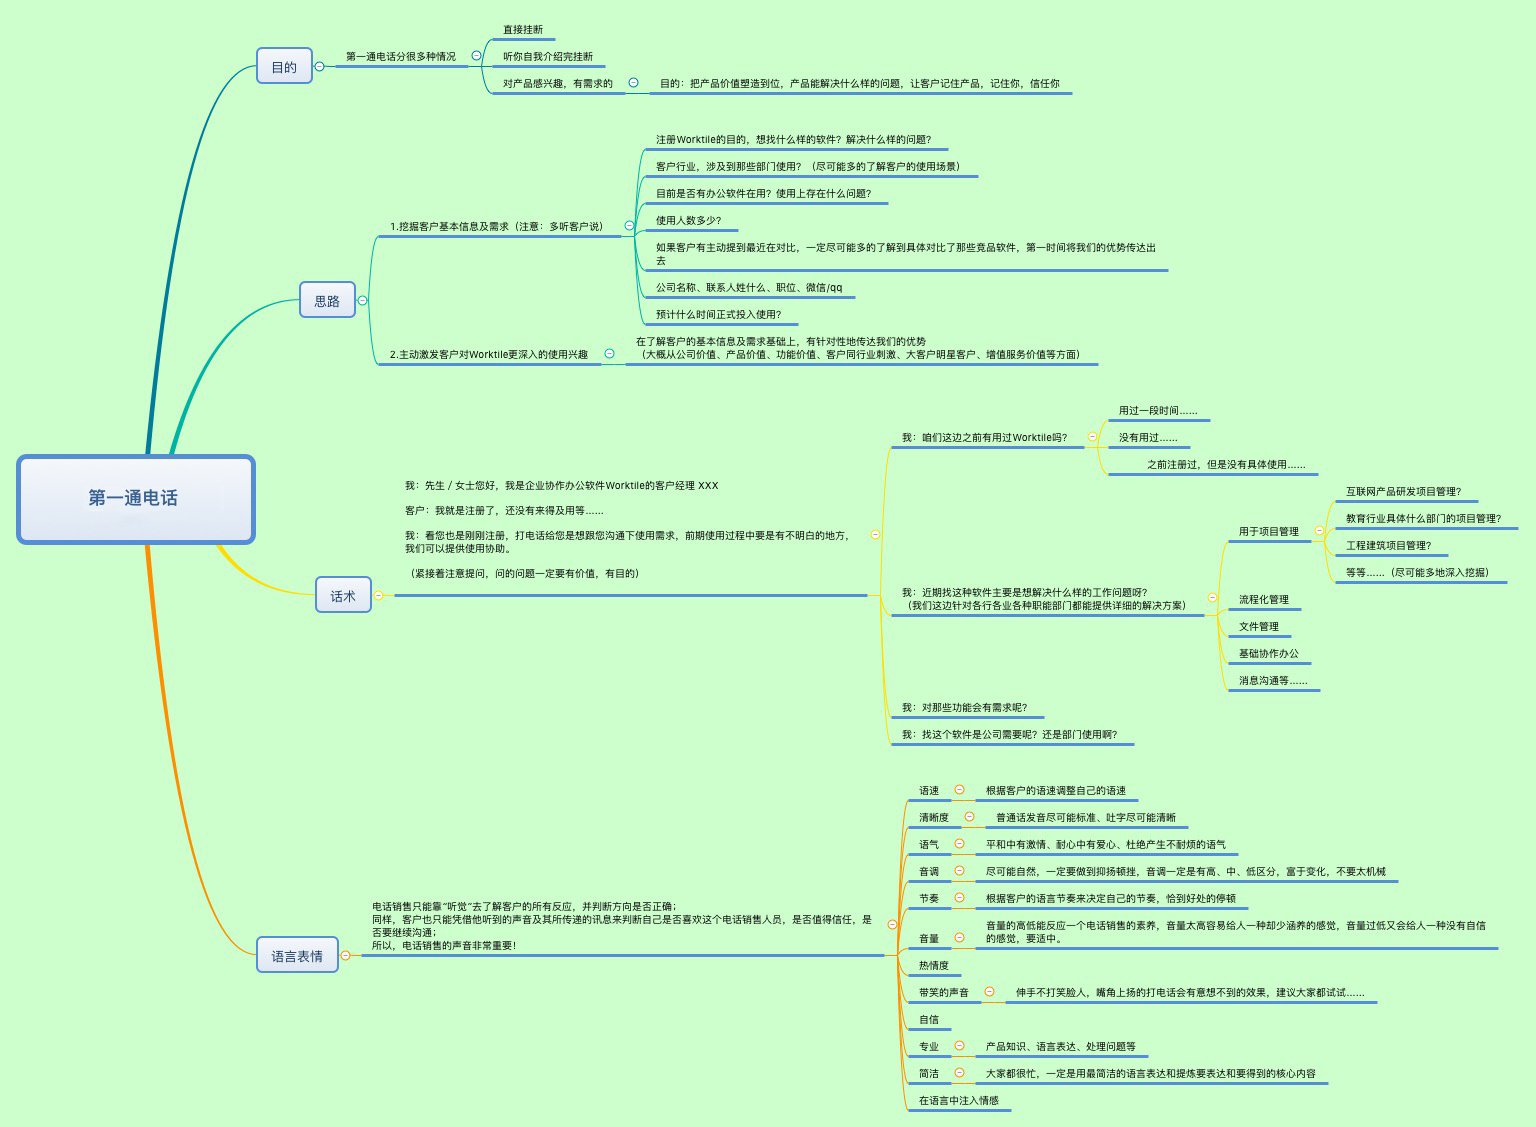 第一通电话
目的
第一通电话分很多种情况
直接挂断
听你自我介绍完挂断
对产品感兴趣，有需求的
目的：把产品价值塑造到位，产品能解决什么样的问题，让客户记住产品，记住你，信任你
思路
1.挖掘客户基本信息及需求（注意：多听客户说）
注册Worktile的目的，想找什么样的软件？解决什么样的问题？
客户行业，涉及到那些部门使用？（尽可能多的了解客户的使用场景）
目前是否有办公软件在用？使用上存在什么问题？
使用人数多少？
如果客户有主动提到最近在对比，一定尽可能多的了解到具体对比了那些竞品软件，第一时间将我们的优势传达出
去
公司名称、联系人姓什么、职位、微信/qq
预计什么时间正式投入使用？
2.主动激发客户对Worktile更深入的使用兴趣
在了解客户的基本信息及需求基础上，有针对性地传达我们的优势
（大概从公司价值、产品价值、功能价值、客户同行业刺激、大客户明星客户、增值服务价值等方面）
话术
我：先生 / 女士您好，我是企业协作办公软件Worktile的客户经理 XXX
客户：我就是注册了，还没有来得及用等......
我：看您也是刚刚注册，打电话给您是想跟您沟通下使用需求，前期使用过程中要是有不明白的地方，
我们可以提供使用协助。
（紧接着注意提问，问的问题一定要有价值，有目的）
我：咱们这边之前有用过Worktile吗？
用过一段时间......
没有用过......
之前注册过，但是没有具体使用......
我：近期找这种软件主要是想解决什么样的工作问题呀？
（我们这边针对各行各业各种职能部门都能提供详细的解决方案）
用于项目管理
互联网产品研发项目管理？
教育行业具体什么部门的项目管理？
工程建筑项目管理？
等等......（尽可能多地深入挖掘）
流程化管理
文件管理
基础协作办公
消息沟通等......
我：对那些功能会有需求呢？
我：找这个软件是公司需要呢？还是部门使用啊？
语言表情
电话销售只能靠“听觉”去了解客户的所有反应，并判断方向是否正确；
同样，客户也只能凭借他听到的声音及其所传递的讯息来判断自己是否喜欢这个电话销售人员，是否值得信任，是
否要继续沟通；
所以，电话销售的声音非常重要！
语速
根据客户的语速调整自己的语速
清晰度
普通话发音尽可能标准、吐字尽可能清晰
语气
平和中有激情、耐心中有爱心、杜绝产生不耐烦的语气
音调
尽可能自然，一定要做到抑扬顿挫，音调一定是有高、中、低区分，富于变化，不要太机械
节奏
根据客户的语言节奏来决定自己的节奏，恰到好处的停顿
音量
音量的高低能反应一个电话销售的素养，音量太高容易给人一种却少涵养的感觉，音量过低又会给人一种没有自信
的感觉，要适中。
热情度
带笑的声音
伸手不打笑脸人，嘴角上扬的打电话会有意想不到的效果，建议大家都试试......
自信
专业
产品知识、语言表达、处理问题等
简洁
大家都很忙，一定是用最简洁的语言表达和提炼要表达和要得到的核心内容
在语言中注入情感